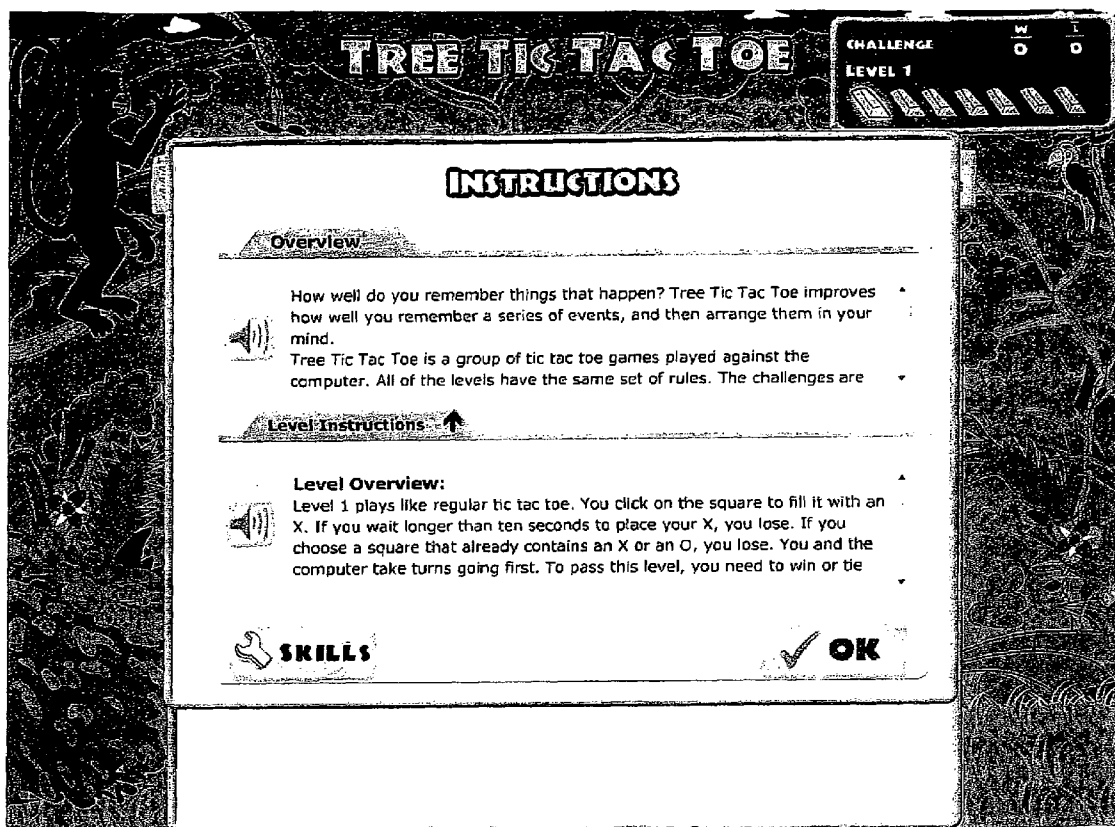 TREE TIC TAC TOE
CHALLENGE
W L
0 0
LEVEL 1
INSTRUCTIONS
Overview
How well do you remember things that happen? Tree Tic Tac Toe improves
how well you remember a series of events, and then arrange them in your
mind.
Tree Tic Tac Toe is a group of tic tac toe games played against the
computer. All of the levels have the same set of rules. The challenges are
Level Instructions -
Level Overview:
Level 1 plays like regular tic tac toe. You click on the square to fill it with an
X. If you wait longer than ten seconds to place your X, you lose. If you
choose a square that already contains an X or an O, you lose. You and the
computer take turns going first. To pass this level, you need to win or tie
SKILLS
OK